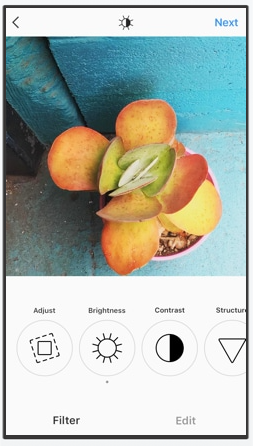 Next
Adjust Brightness Contrast Structure
Filter Edit